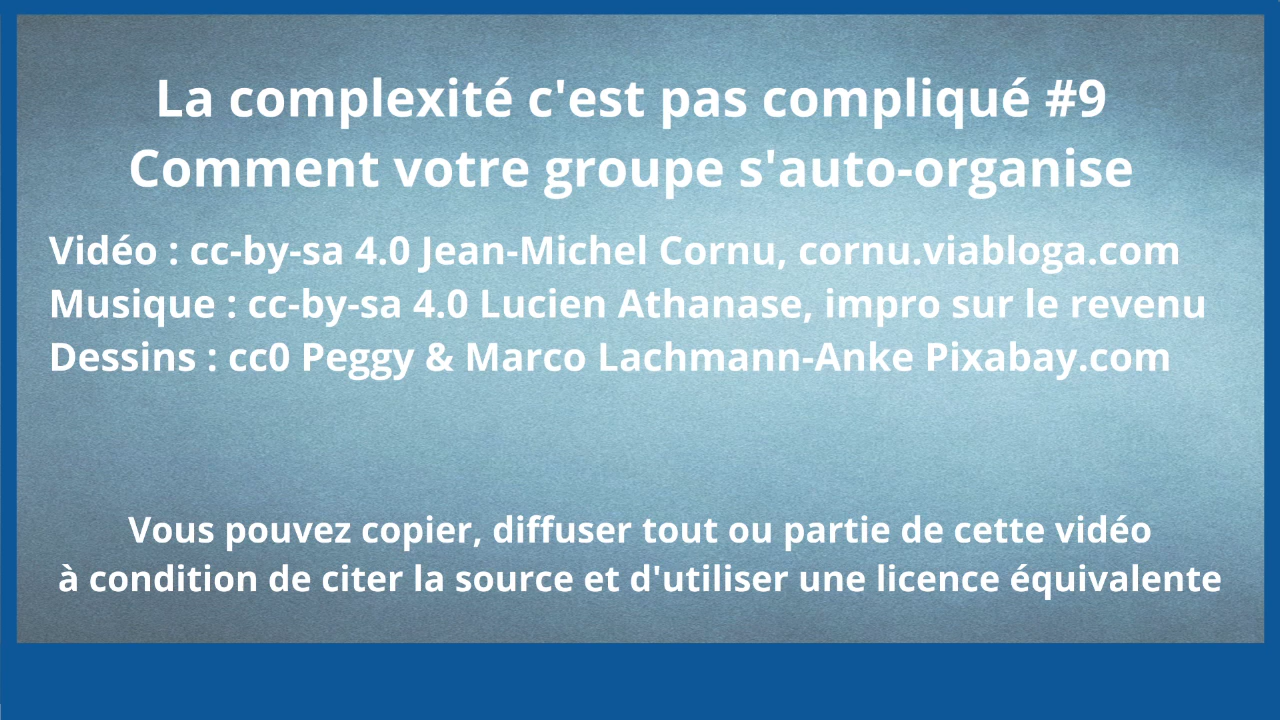 La complexité c'est pas compliqué #9
Comment votre groupe s'auto-organise
Vidéo : cc-by-sa 4.0 Jean-Michel Cornu, cornu.viabloga.com
Musique : cc-by-sa 4.0 Lucien Athanase, impro sur le revenu
Dessins : cc0 Peggy & Marco Lachmann-Anke Pixabay.com
Vous pouvez copier, diffuser tout ou partie de cette vidéo
à condition de citer la source et d'utiliser une licence équivalente